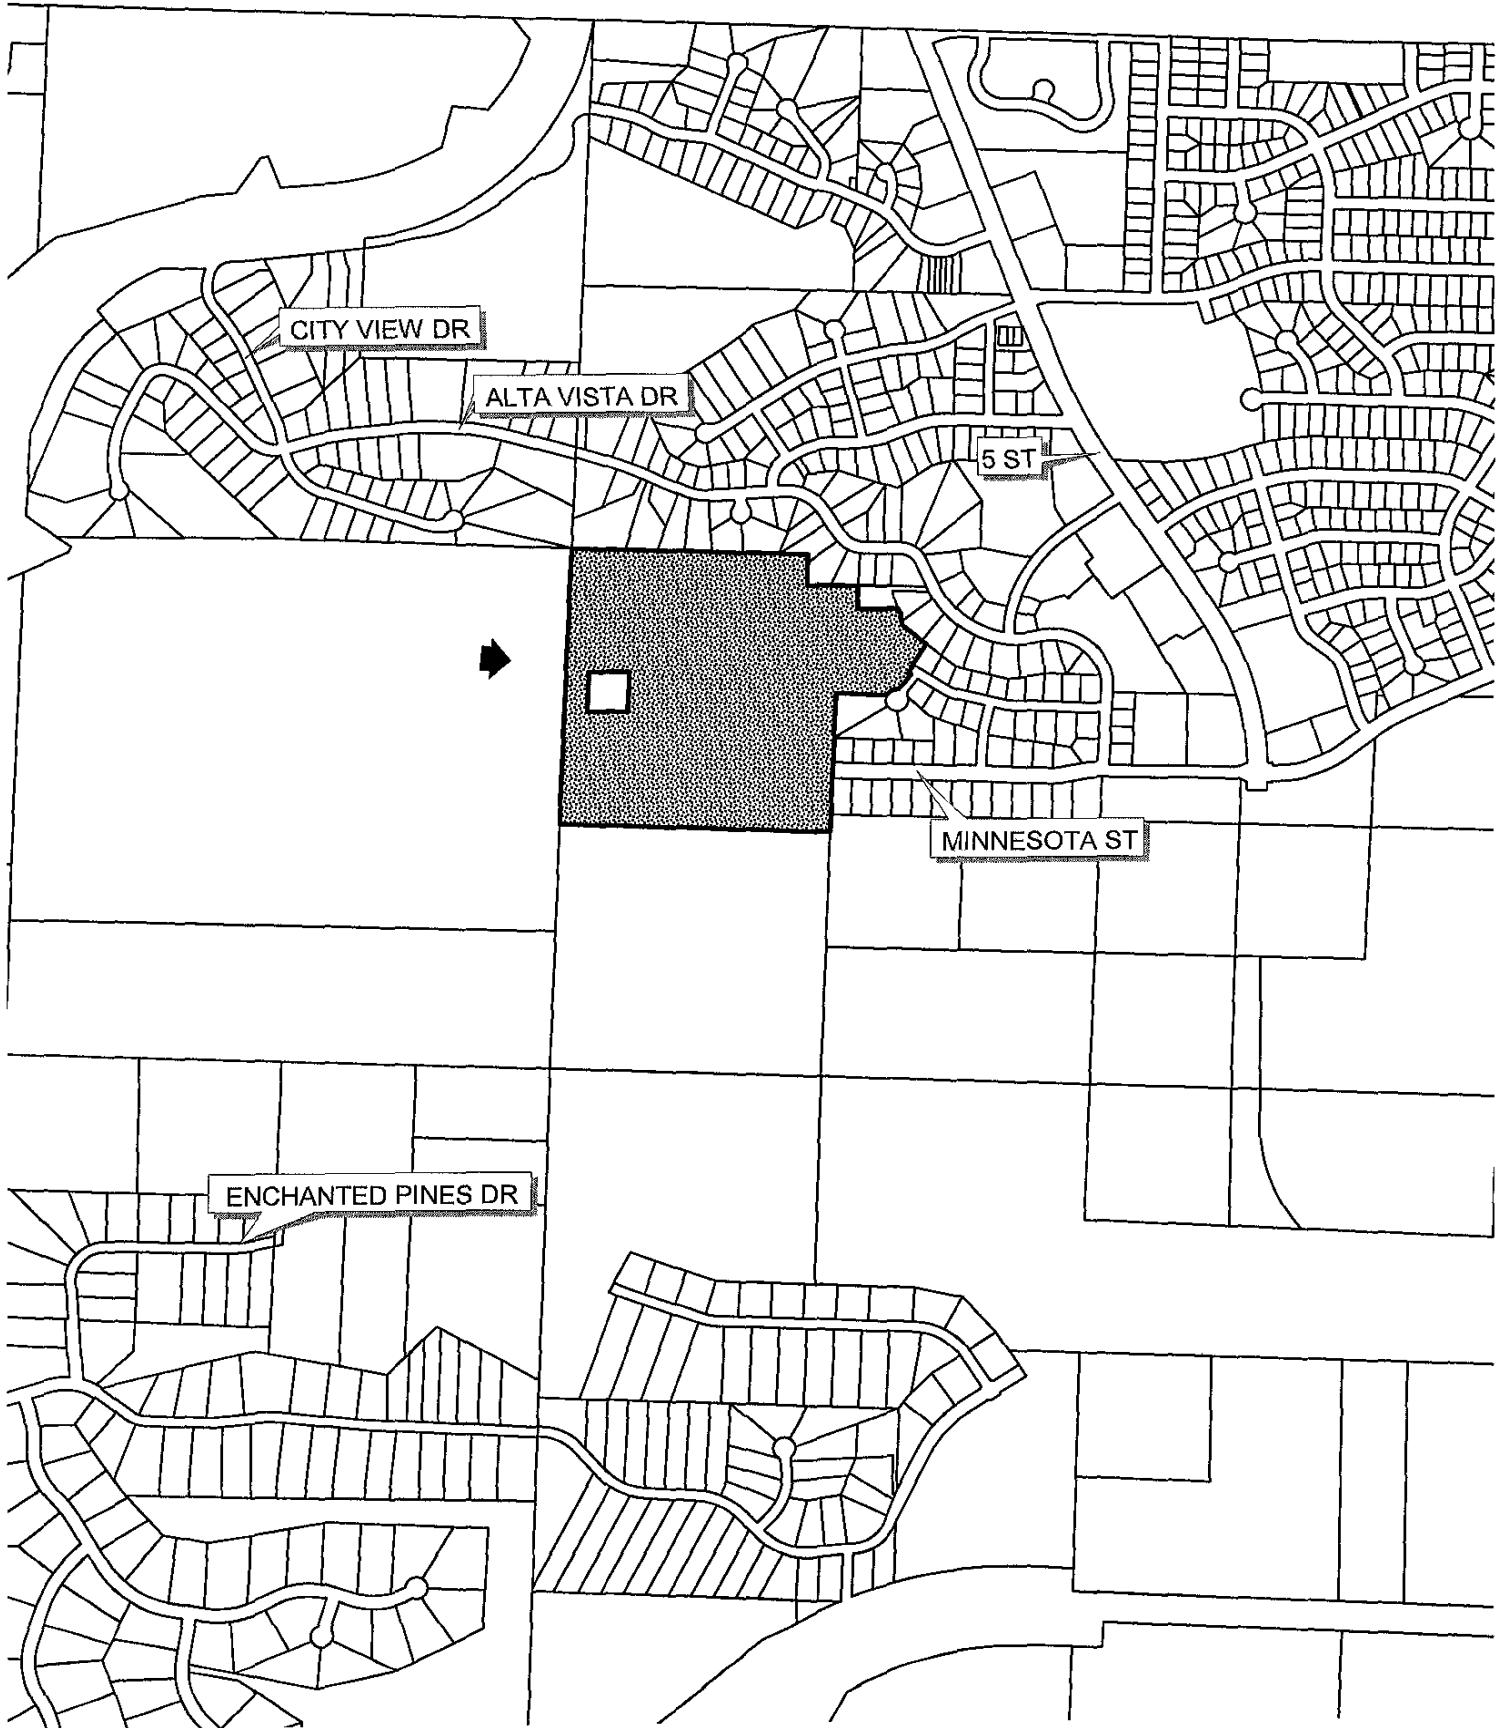 CITY VIEW DR
ALTA VISTA DR
5 ST
MINNESOTA ST
ENCHANTED PINES DR